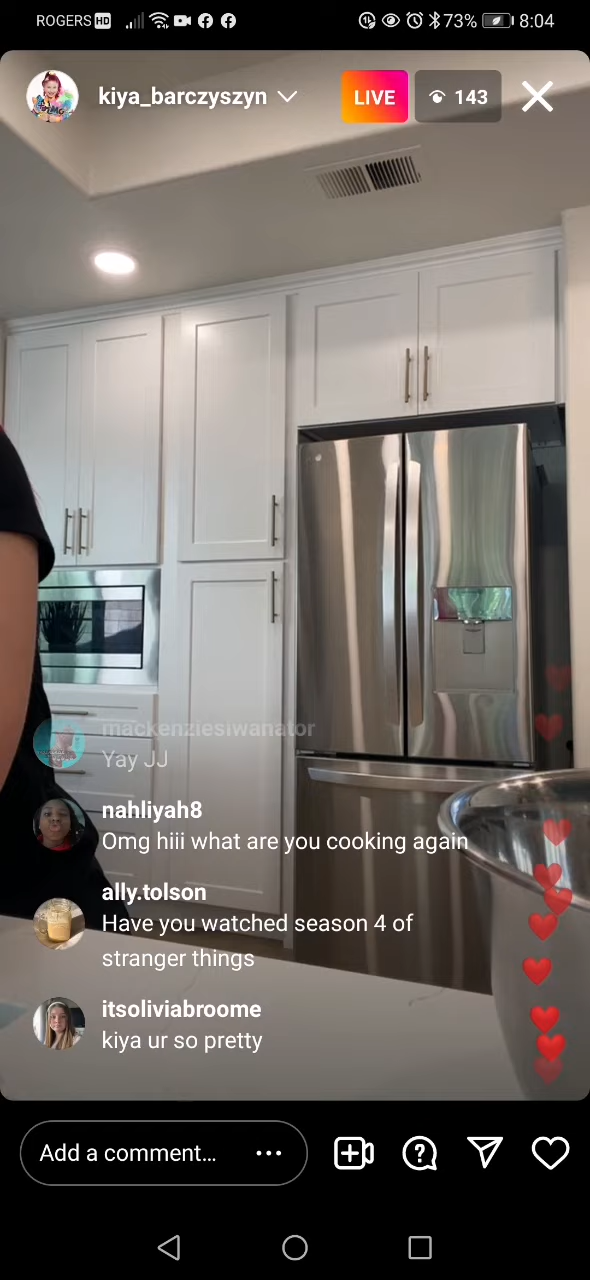 ROGERS HD 73% 8:04
kiya_barczyszyn LIVE 143
mackenziesiwanator
Yay JJ
nahliyah8
Omg hiii what are you cooking again
ally.tolson
Have you watched season 4 of
stranger things
itsoliviabroome
kiya ur so pretty
Add a comment...